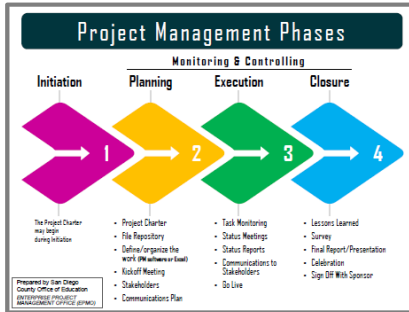 Project Management Phases
Monitoring & Controlling
Initiation
Planning
Execution
Closure
1
2
3
4
The Project Charter
may begin
during Initiation
• Project Charter
• File Repository
• Define/organize the
work (PM software or Excel)
• Kickoff Meeting
• Stakeholders
• Communications Plan
• Task Monitoring
• Status Meetings
• Status Reports
• Communications to
Stakeholders
• Go Live
• Lessons Learned
• Survey
• Final Report/Presentation
• Celebration
• Sign Off With Sponsor
Prepared by San Diego
County Office of Education
ENTERPRISE PROJECT
MANAGEMENT OFFICE (EPMO)